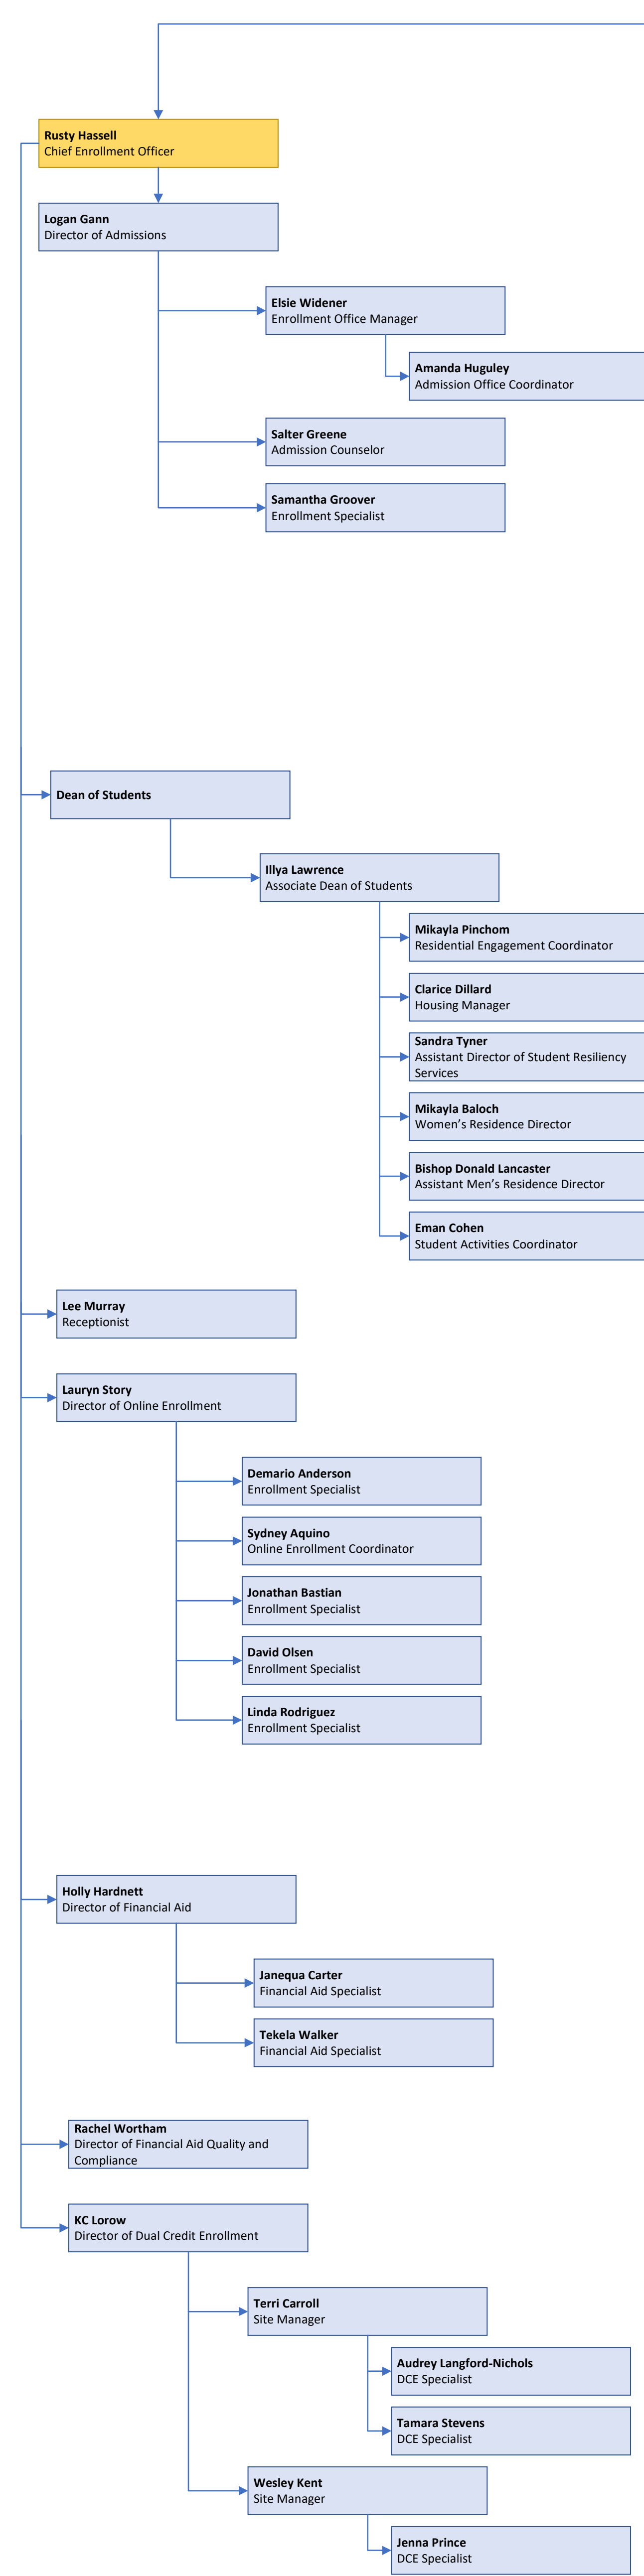 Rusty Hassell
Chief Enrollment Officer
Logan Gann
Director of Admissions
Elsie Widener
Enrollment Office Manager
Amanda Huguley
Admission Office Coordinator
Salter Greene
Admission Counselor
Samantha Groover
Enrollment Specialist
Dean of Students
Illya Lawrence
Associate Dean of Students
Mikayla Pinchom
Residential Engagement Coordinator
Clarice Dillard
Housing Manager
Sandra Tyner
Assistant Director of Student Resiliency
Services
Mikayla Baloch
Women’s Residence Director
Bishop Donald Lancaster
Assistant Men’s Residence Director
Eman Cohen
Student Activities Coordinator
Lee Murray
Receptionist
Lauryn Story
Director of Online Enrollment
Demario Anderson
Enrollment Specialist
Sydney Aquino
Online Enrollment Coordinator
Jonathan Bastian
Enrollment Specialist
David Olsen
Enrollment Specialist
Linda Rodriguez
Enrollment Specialist
Holly Hardnett
Director of Financial Aid
Janequa Carter
Financial Aid Specialist
Tekela Walker
Financial Aid Specialist
Rachel Wortham
Director of Financial Aid Quality and
Compliance
KC Lorow
Director of Dual Credit Enrollment
Terri Carroll
Site Manager
Audrey Langford-Nichols
DCE Specialist
Tamara Stevens
DCE Specialist
Wesley Kent
Site Manager
Jenna Prince
DCE Specialist